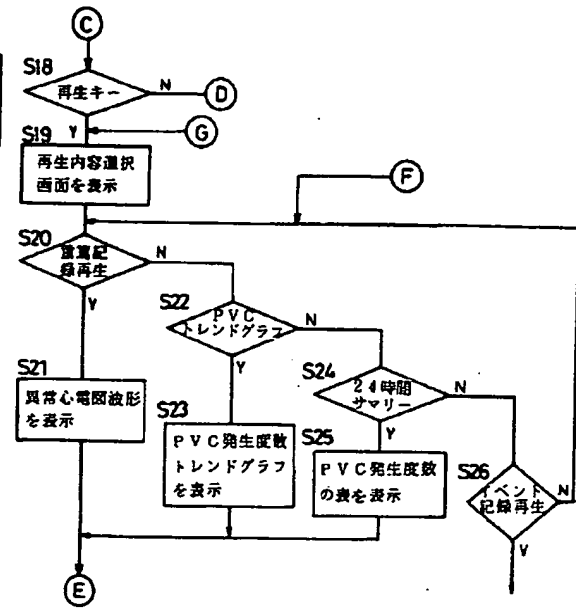 C
S18
再生キー
N
D
Y
G
S19
再生内容選択
画面を表示
F
S20
重篤記
録再生
N
Y
S22
PVC
トレンドグラフ
N
Y
S21
異常心電図波形
を表示
S23
PVC発生度数
トレンドグラフ
を表示
S24
24時間
サマリー
N
Y
S25
PVC発生度数
の表を表示
S26
イベント
記録再生
N
Y
E